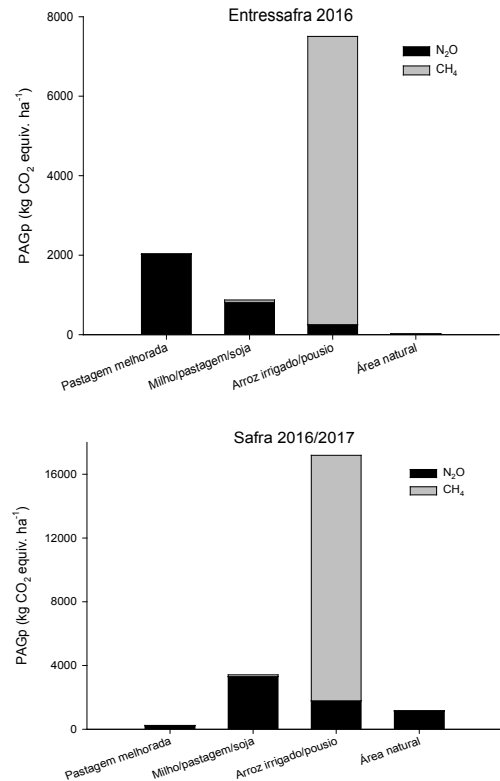 Entressafra 2016
8000
6000
4000
2000
0
PAGp (kg CO₂ equiv. ha⁻¹)
N₂O
CH₄
Pastagem melhorada
Milho/pastagem/soja
Arroz irrigado/pousio
Área natural
Safra 2016/2017
16000
12000
8000
4000
0
PAGp (kg CO₂ equiv. ha⁻¹)
N₂O
CH₄
Pastagem melhorada
Milho/pastagem/soja
Arroz irrigado/pousio
Área natural